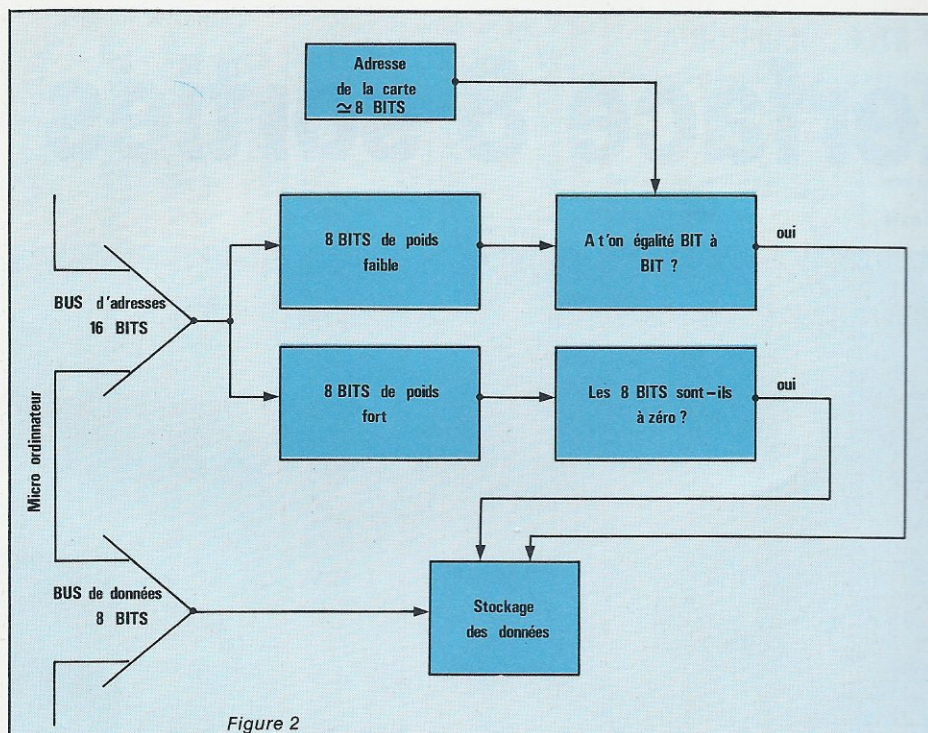 Adresse
de la carte
≃ 8 BITS
8 BITS de poids
faible
A t'on égalité BIT à
BIT ?
oui
BUS d'adresses
16 BITS
8 BITS de poids
fort
Les 8 BITS sont-ils
à zéro ?
oui
Micro ordinnateur
BUS de données
8 BITS
Stockage
des données
Figure 2